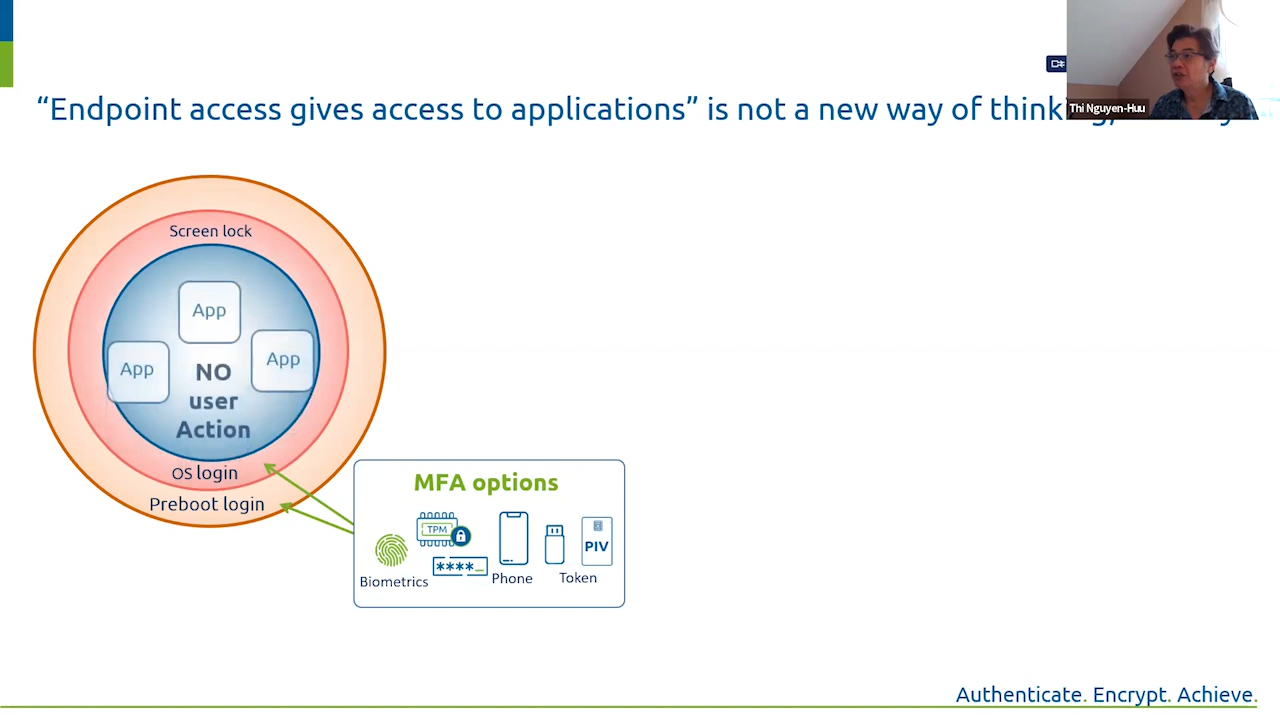 “Endpoint access gives access to applications” is not a new way of
Thi Nguyen-Huu
Screen lock
App
App
App
NO
user
Action
OS login
Preboot login
MFA options
TPM
****_
PIV
Biometrics
Phone
Token
Authenticate. Encrypt. Achieve.